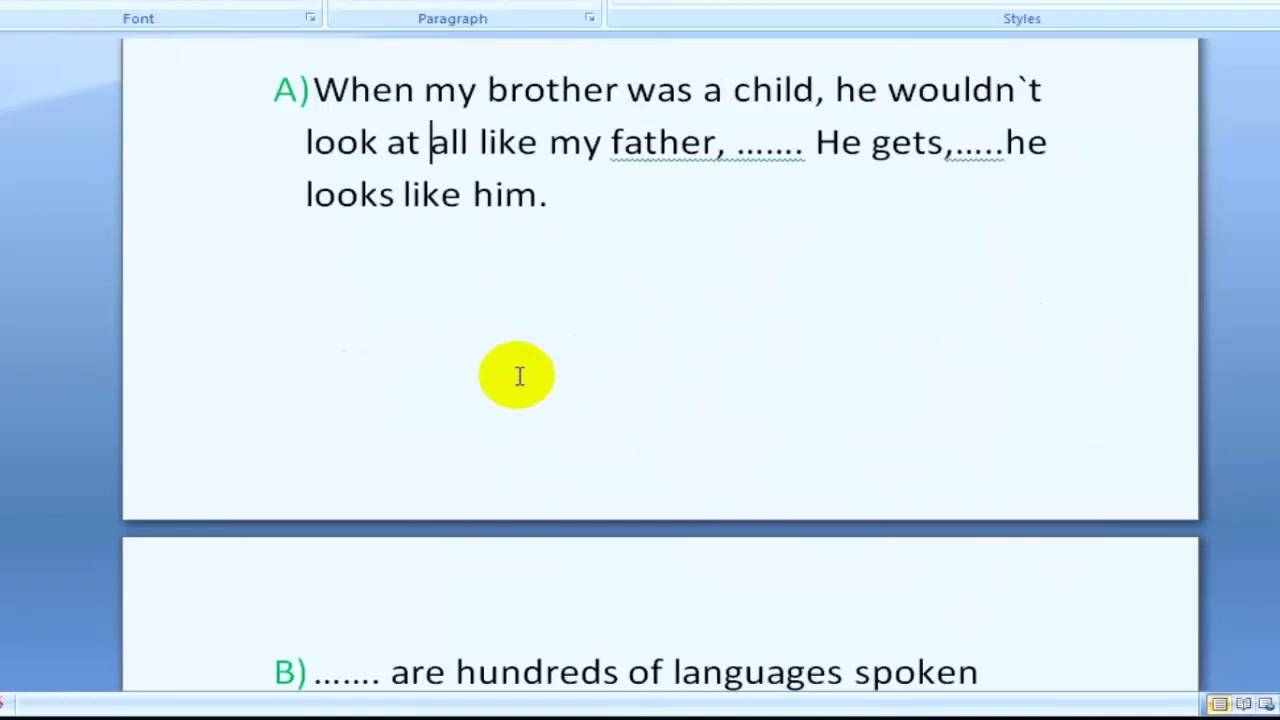 Font Paragraph Styles
A) When my brother was a child, he wouldn`t
look at all like my father, ……. He gets,…..he
looks like him.
B) ……. are hundreds of languages spoken